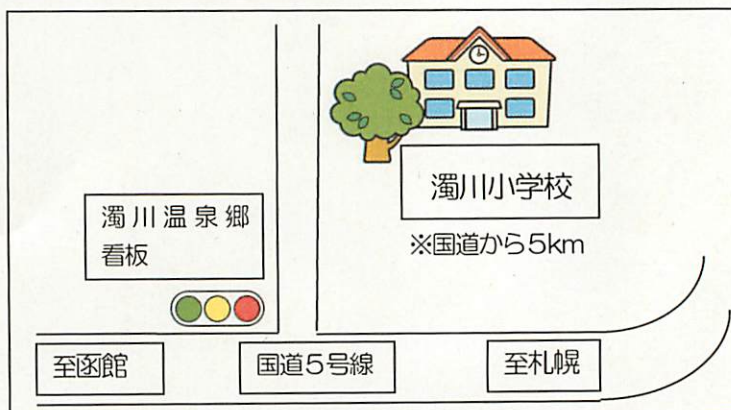 濁川小学校
濁川温泉郷
看板
※国道から5km
至函館
国道5号線
至札幌